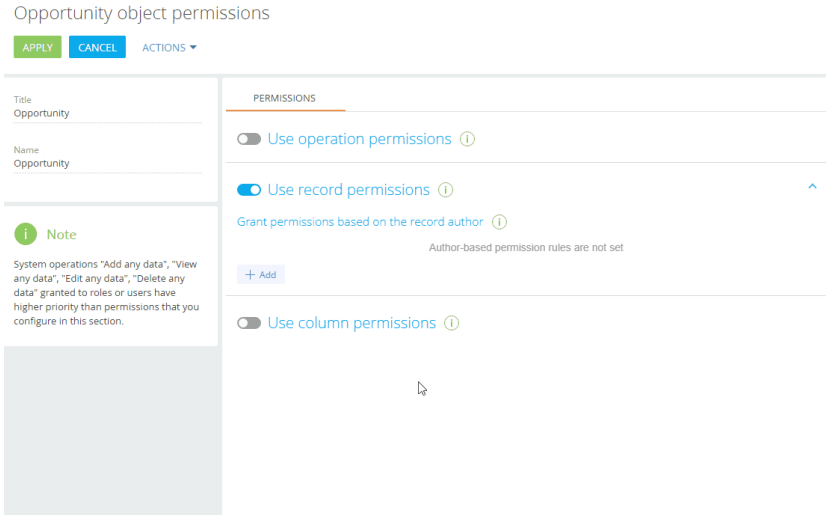 Opportunity object permissions
APPLY
CANCEL
ACTIONS
Title
Opportunity
Name
Opportunity
i Note
System operations "Add any data", "View
any data", "Edit any data", "Delete any
data" granted to roles or users have
higher priority than permissions that you
configure in this section.
PERMISSIONS
Use operation permissions i
Use record permissions i
Grant permissions based on the record author i
Author-based permission rules are not set
+ Add
Use column permissions i